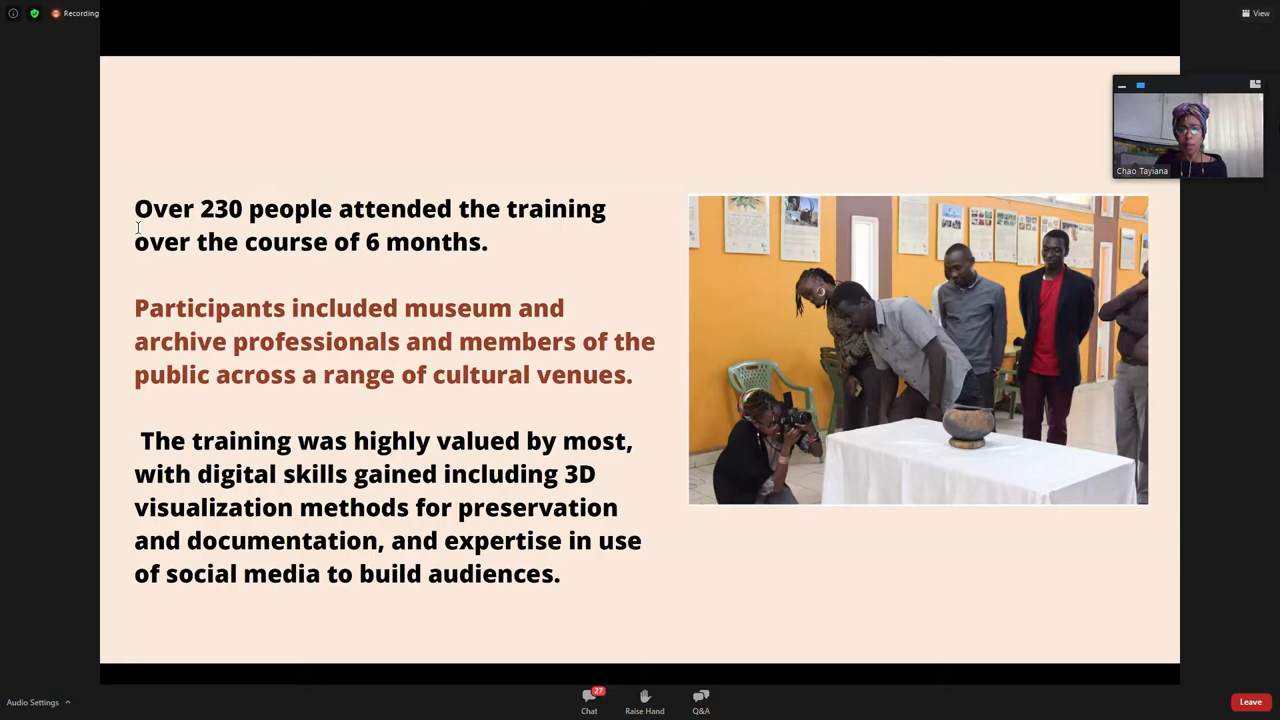 Recording
View
Chao Tayiana
Over 230 people attended the training
over the course of 6 months.
Participants included museum and
archive professionals and members of the
public across a range of cultural venues.
The training was highly valued by most,
with digital skills gained including 3D
visualization methods for preservation
and documentation, and expertise in use
of social media to build audiences.
Audio Settings
27
Chat
Raise Hand
Q&A
Leave